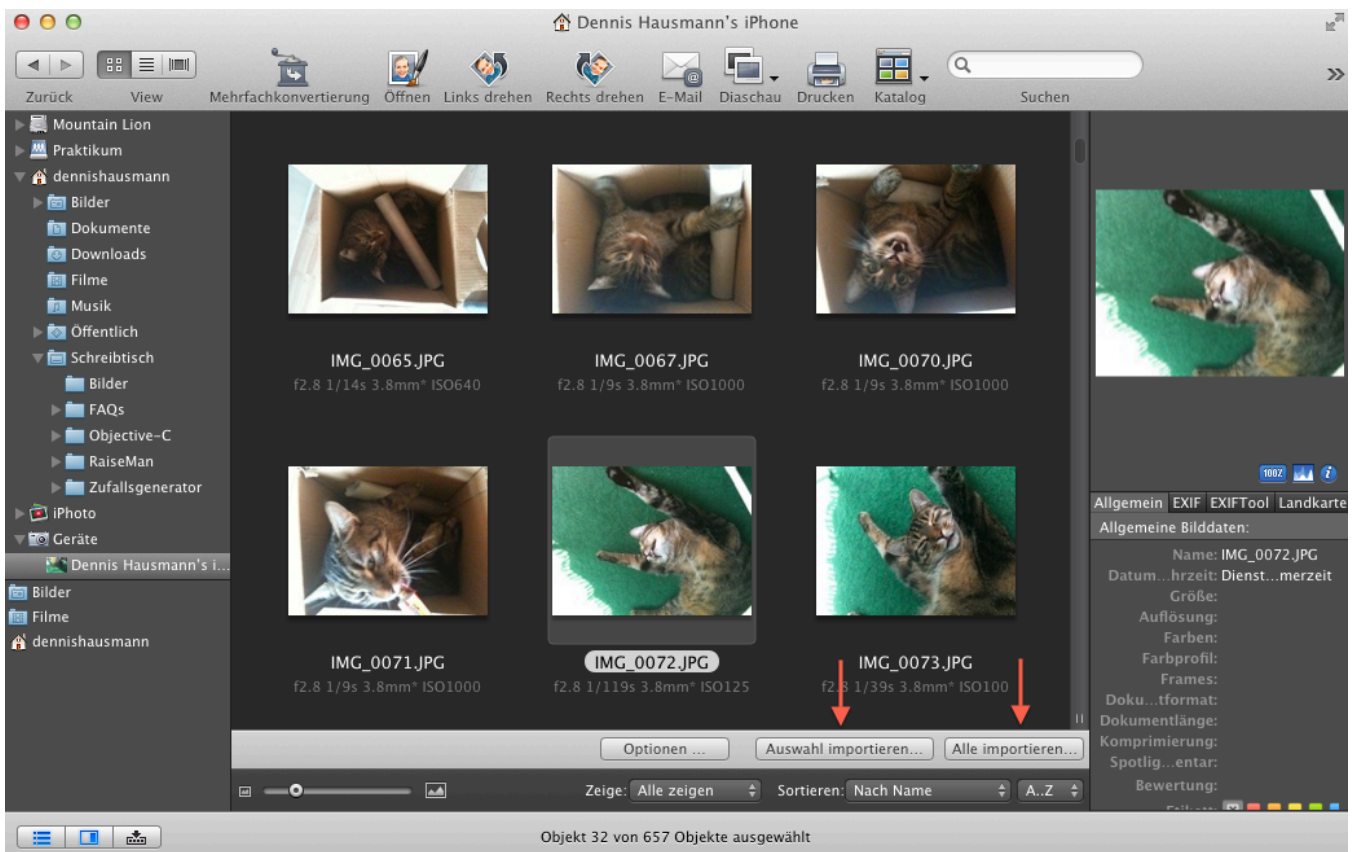 Dennis Hausmann's iPhone
Zurück
View
Mehrfachkonvertierung
Öffnen
Links drehen
Rechts drehen
E-Mail
Diaschau
Drucken
Katalog
Suchen
Mountain Lion
Praktikum
dennishausmann
Bilder
Dokumente
Downloads
Filme
Musik
Öffentlich
Schreibtisch
Bilder
FAQs
Objective-C
RaiseMan
Zufallsgenerator
iPhoto
Geräte
Dennis Hausmann's i...
Bilder
Filme
dennishausmann
IMG_0065.JPG
f2.8 1/14s 3.8mm* ISO640
IMG_0067.JPG
f2.8 1/9s 3.8mm* ISO1000
IMG_0070.JPG
f2.8 1/9s 3.8mm* ISO1000
IMG_0071.JPG
f2.8 1/9s 3.8mm* ISO1000
IMG_0072.JPG
f2.8 1/119s 3.8mm* ISO125
IMG_0073.JPG
f2.8 1/39s 3.8mm* ISO100
Optionen ...
Auswahl importieren...
Alle importieren...
Zeige: Alle zeigen
Sortieren: Nach Name
A..Z
100%
Allgemein EXIF EXIFTool Landkarte
Allgemeine Bilddaten:
Name: IMG_0072.JPG
Datum...hrzeit: Dienst...merzeit
Größe:
Auflösung:
Farben:
Farbprofil:
Frames:
Doku...tformat:
Dokumentlänge:
Komprimierung:
Spotlig...entar:
Bewertung:
Objekt 32 von 657 Objekte ausgewählt